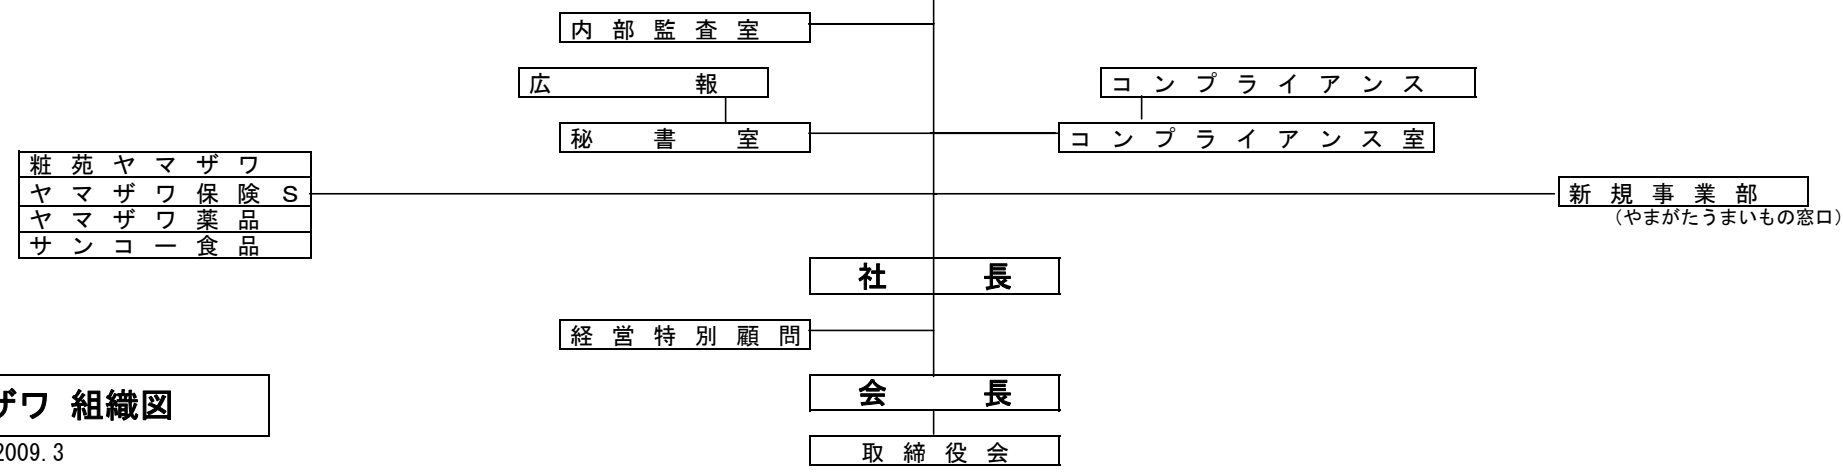 内部監査室
広報
コンプライアンス
秘書室
コンプライアンス室
粧苑ヤマザワ
ヤマザワ保険S
ヤマザワ薬品
サンコー食品
新規事業部
(やまがたうまいもの窓口)
社長
経営特別顧問
会長
ザワ 組織図
取締役会
2009.3